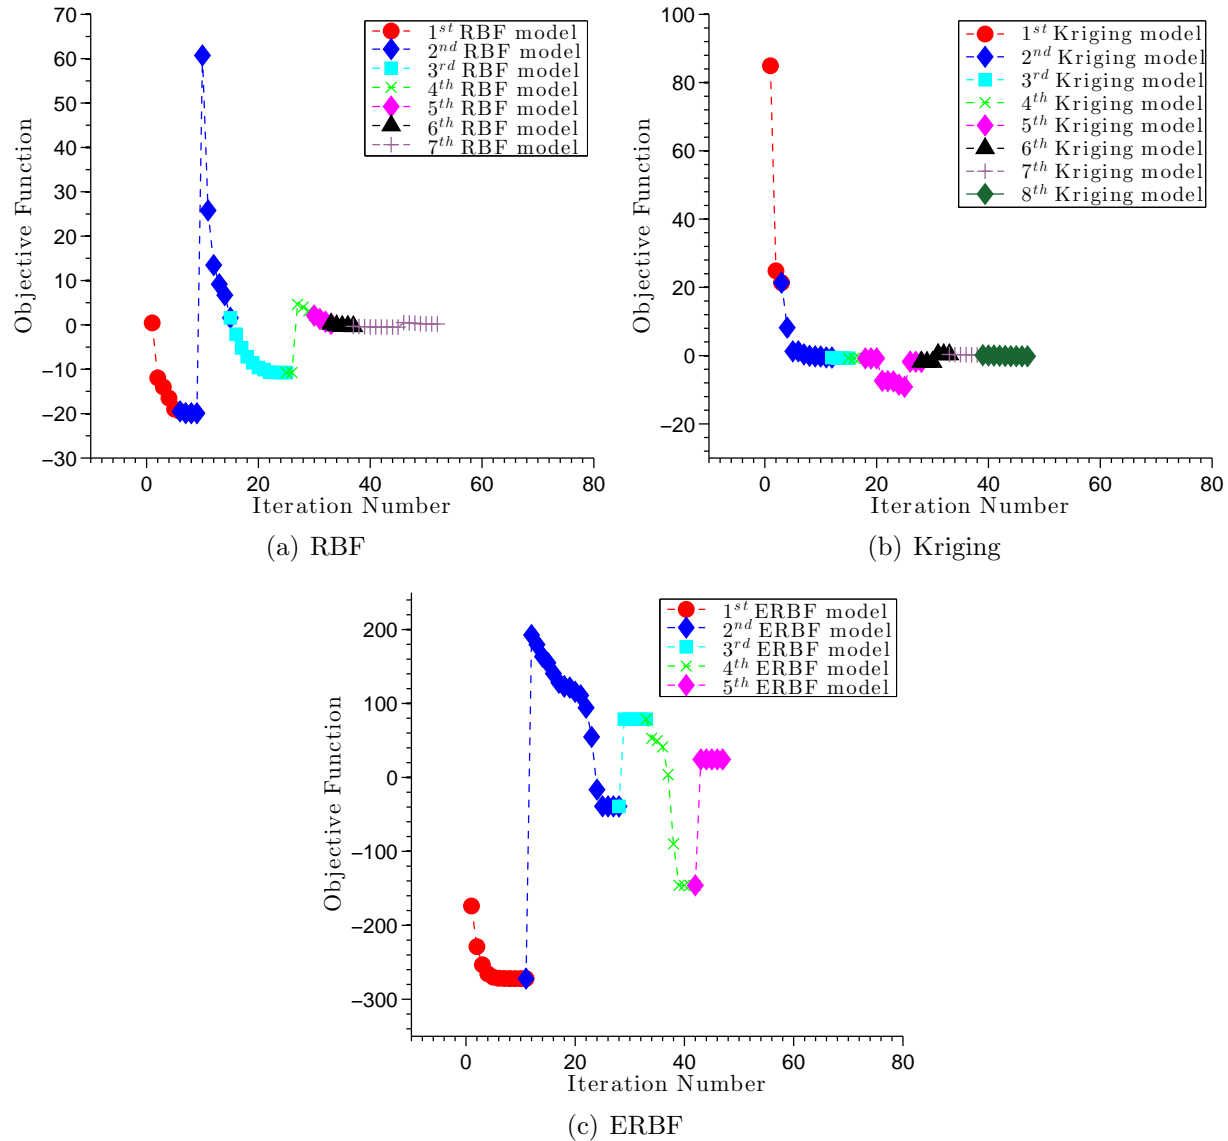 70
60
50
40
30
20
10
0
−10
−20
−30
0 20 40 60 80
Objective Function
Iteration Number
1st RBF model
2nd RBF model
3rd RBF model
4th RBF model
5th RBF model
6th RBF model
7th RBF model
(a) RBF
100
80
60
40
20
0
−20
0 20 40 60 80
Objective Function
Iteration Number
1st Kriging model
2nd Kriging model
3rd Kriging model
4th Kriging model
5th Kriging model
6th Kriging model
7th Kriging model
8th Kriging model
(b) Kriging
200
100
0
−100
−200
−300
0 20 40 60 80
Objective Function
Iteration Number
1st ERBF model
2nd ERBF model
3rd ERBF model
4th ERBF model
5th ERBF model
(c) ERBF